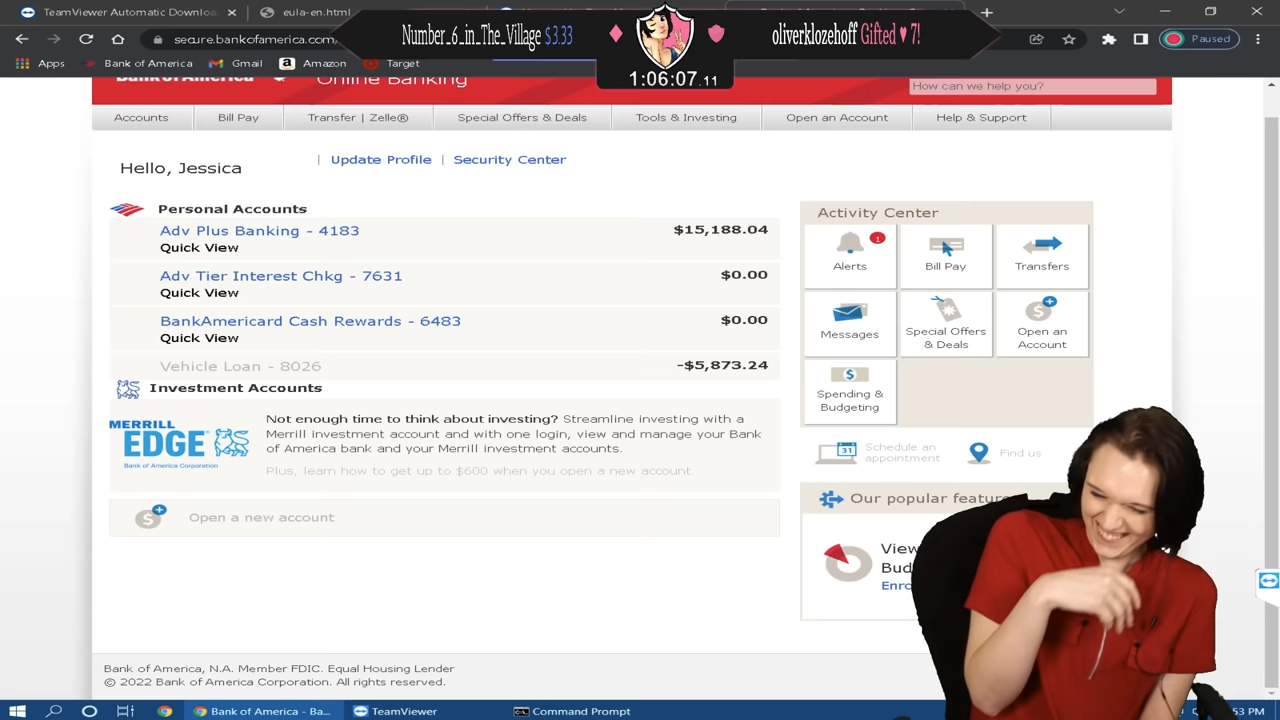 TeamViewer Download Windo
eula-en.html
Number_6_in_The_Village $3.33
oliverklozehoff Gifted ♥ 7!
1:06:07.11
secure.bankofamerica.com
Paused
Apps
Bank of America
Gmail
Amazon
Target
Bank of America
Online Banking
How can we help you?
Accounts
Bill Pay
Transfer | Zelle®
Special Offers & Deals
Tools & Investing
Open an Account
Help & Support
Hello, Jessica
| Update Profile | Security Center
Personal Accounts
Adv Plus Banking - 4183
$15,188.04
Quick View
Adv Tier Interest Chkg - 7631
$0.00
Quick View
BankAmericard Cash Rewards - 6483
$0.00
Quick View
Vehicle Loan - 8026
-$5,873.24
Investment Accounts
MERRILL
EDGE
Bank of America Corporation
Not enough time to think about investing? Streamline investing with a
Merrill investment account and with one login, view and manage your Bank
of America bank and your Merrill investment accounts.
Plus, learn how to get up to $600 when you open a new account.
Open a new account
Activity Center
1
Alerts
Bill Pay
Transfers
Messages
Special Offers
& Deals
Open an
Account
$
Spending &
Budgeting
31
Schedule an
appointment
Find us
Our popular feature
View
Bud
Enro
Bank of America, N.A. Member FDIC. Equal Housing Lender
© 2022 Bank of America Corporation. All rights reserved.
Bank of America - Ba...
TeamViewer
Command Prompt
:53 PM